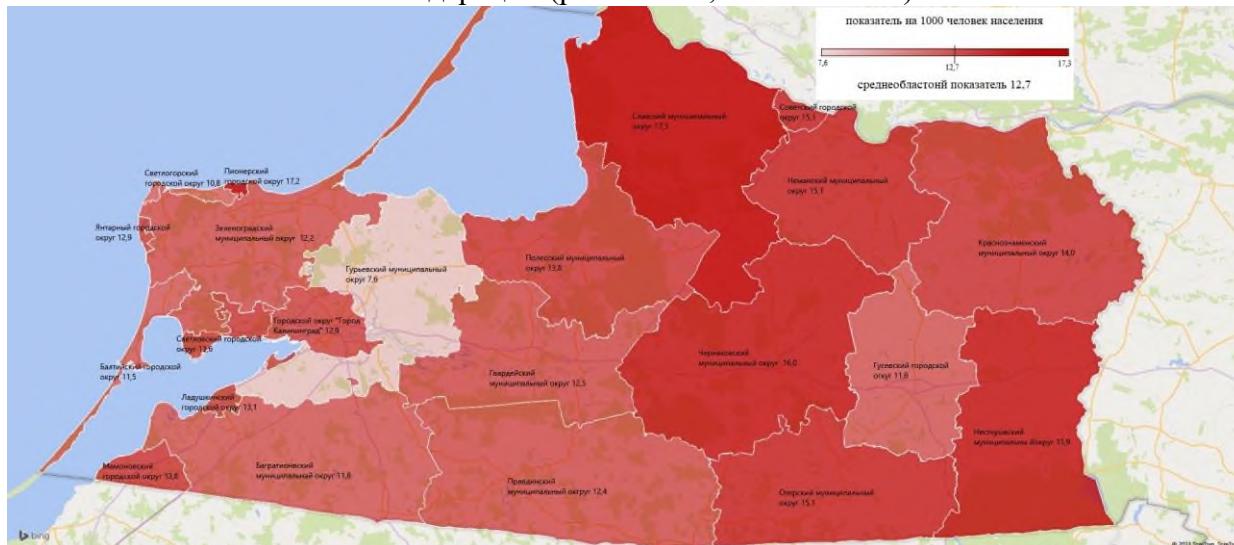 показатель на 1000 человек населения
7,6
12,7
17,3
среднеобластонй показатель 12,7
Славский муниципальный
округ 17,3
Советский городской
округ 15,1
Неманский муниципальный
округ 15,1
Краснознаменский
муниципальный округ 14,0
Светлогорский
городской округ 10,8
Пионерский
городской округ 17,2
Янтарный городской
округ 12,9
Зеленоградский
муниципальный округ 12,2
Гурьевский муниципальный
округ 7,6
Полесский муниципальный
округ 13,8
Городской округ "Город
Калининград" 12,6
Светловский городской
округ 12,6
Балтийский городской
округ 11,5
Ладушкинский
городской округ 13,1
Гвардейский
муниципальный округ 12,5
Черняховский
муниципальный округ 16,0
Гусевский городской
округ 11,8
Нестеровский
муниципальный округ
Мамоновский
городской округ 13,8
Багратионовский
муниципальный округ 11,8
Правдинский
муниципальный округ 12,4
Озерский муниципальный
округ 15,1
bing